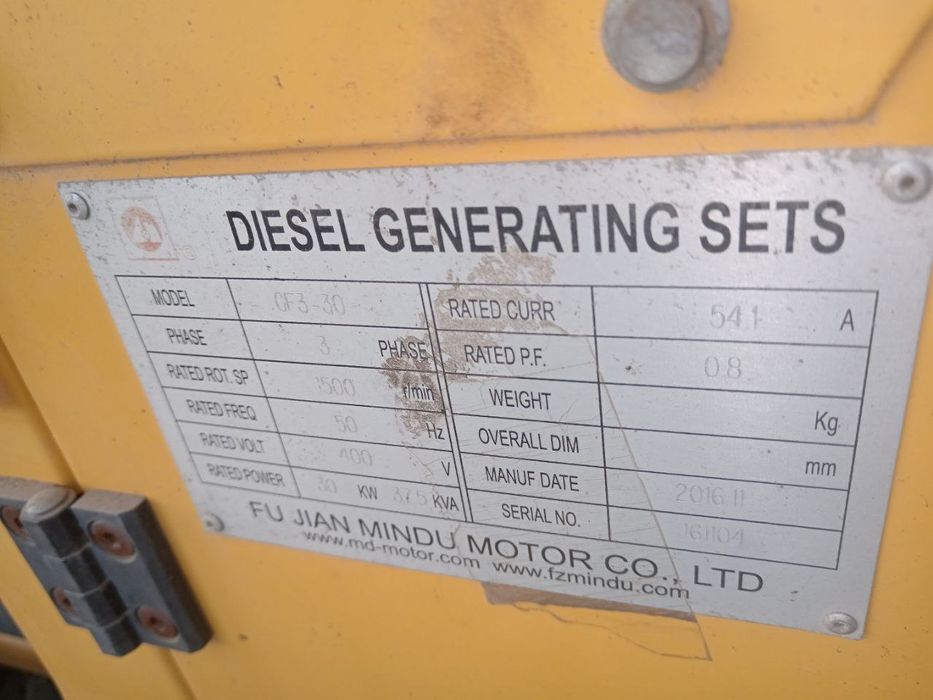 DIESEL GENERATING SETS
MODEL GF3-30 RATED CURR 54.1 A
PHASE 3 PHASE RATED P.F. 0.8
RATED ROT. SP 1500 r/min WEIGHT Kg
RATED FREQ 50 Hz OVERALL DIM mm
RATED VOLT 400 V MANUF DATE 2016.11
RATED POWER 30 KW 37.5 KVA SERIAL NO. 161104
FU JIAN MINDU MOTOR CO., LTD
www.md-motor.com www.fzmindu.com